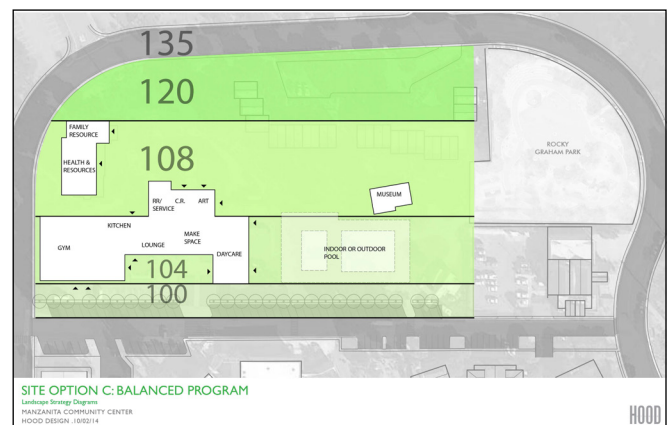 135
120
FAMILY
RESOURCE
HEALTH &
RESOURCES
108
ROCKY
GRAHAM PARK
MUSEUM
RR/
SERVICE
C.R.
ART
KITCHEN
MAKE
SPACE
GYM
LOUNGE
DAYCARE
INDOOR OR OUTDOOR
POOL
104
100
SITE OPTION C: BALANCED PROGRAM
Landscape Strategy Diagrams
MANZANITA COMMUNITY CENTER
HOOD DESIGN .10/02/14
HOOD